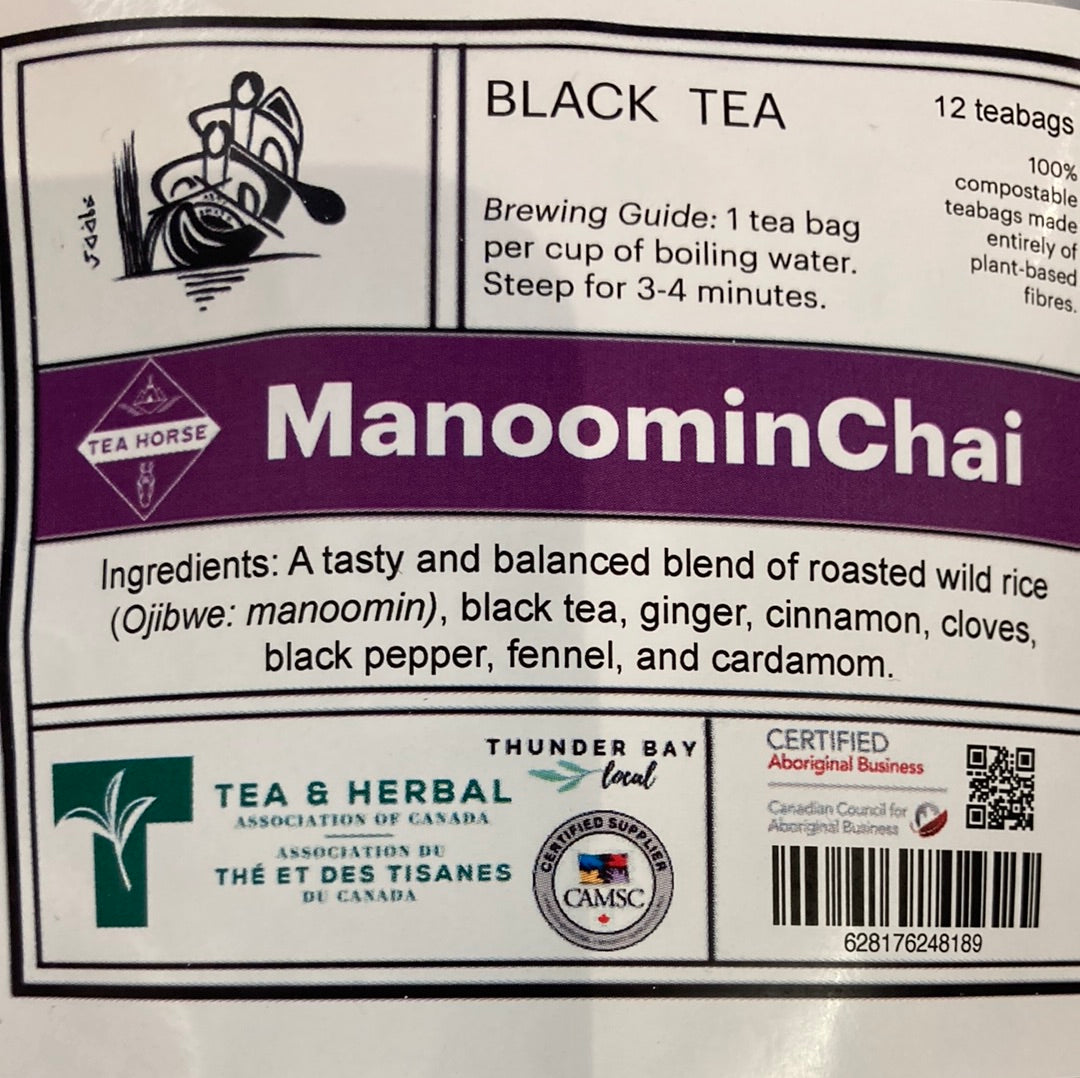 BLACK TEA
12 teabags
100%
compostable
teabags made
entirely of
plant-based
fibres.
Brewing Guide: 1 tea bag
per cup of boiling water.
Steep for 3-4 minutes.
TEA HORSE
ManoominChai
Ingredients: A tasty and balanced blend of roasted wild rice
(Ojibwe: manoomin), black tea, ginger, cinnamon, cloves,
black pepper, fennel, and cardamom.
TEA & HERBAL
ASSOCIATION OF CANADA
ASSOCIATION DU
THÉ ET DES TISANES
DU CANADA
THUNDER BAY
local
CERTIFIED SUPPLIER
CAMSC
CERTIFIED
Aboriginal Business
Canadian Council for
Aboriginal Business
628176248189